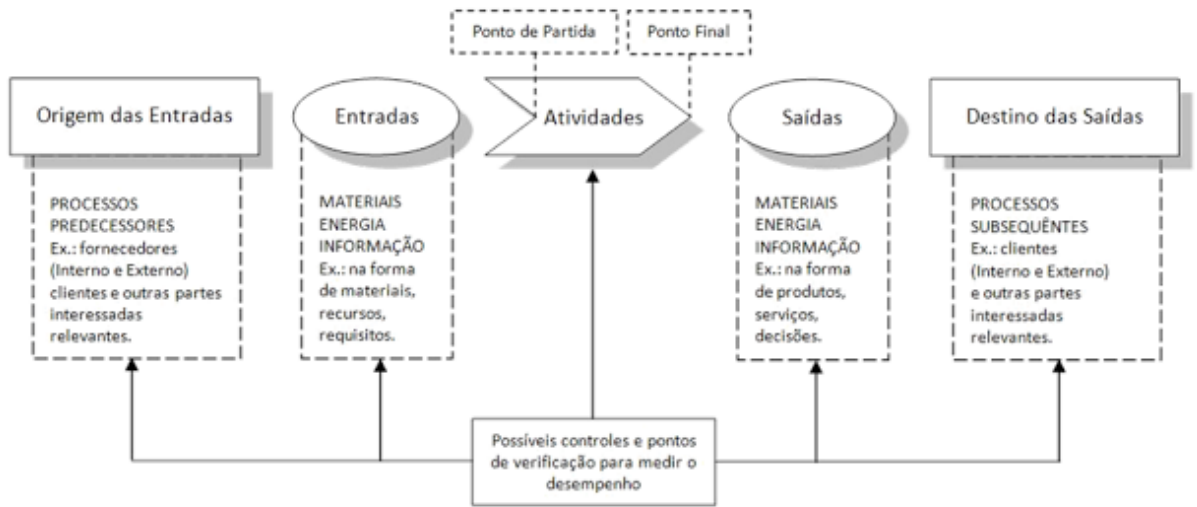 Ponto de Partida
Ponto Final
Origem das Entradas
Entradas
Atividades
Saídas
Destino das Saídas
PROCESSOS
PREDECESSORES
Ex.: fornecedores
(Interno e Externo)
clientes e outras partes
interessadas
relevantes.
MATERIAIS
ENERGIA
INFORMAÇÃO
Ex.: na forma
de materiais,
recursos,
requisitos.
MATERIAIS
ENERGIA
INFORMAÇÃO
Ex.: na forma
de produtos,
serviços,
decisões.
PROCESSOS
SUBSEQUÊNTES
Ex.: clientes
(Interno e Externo)
e outras partes
interessadas
relevantes.
Possíveis controles e pontos
de verificação para medir o
desempenho